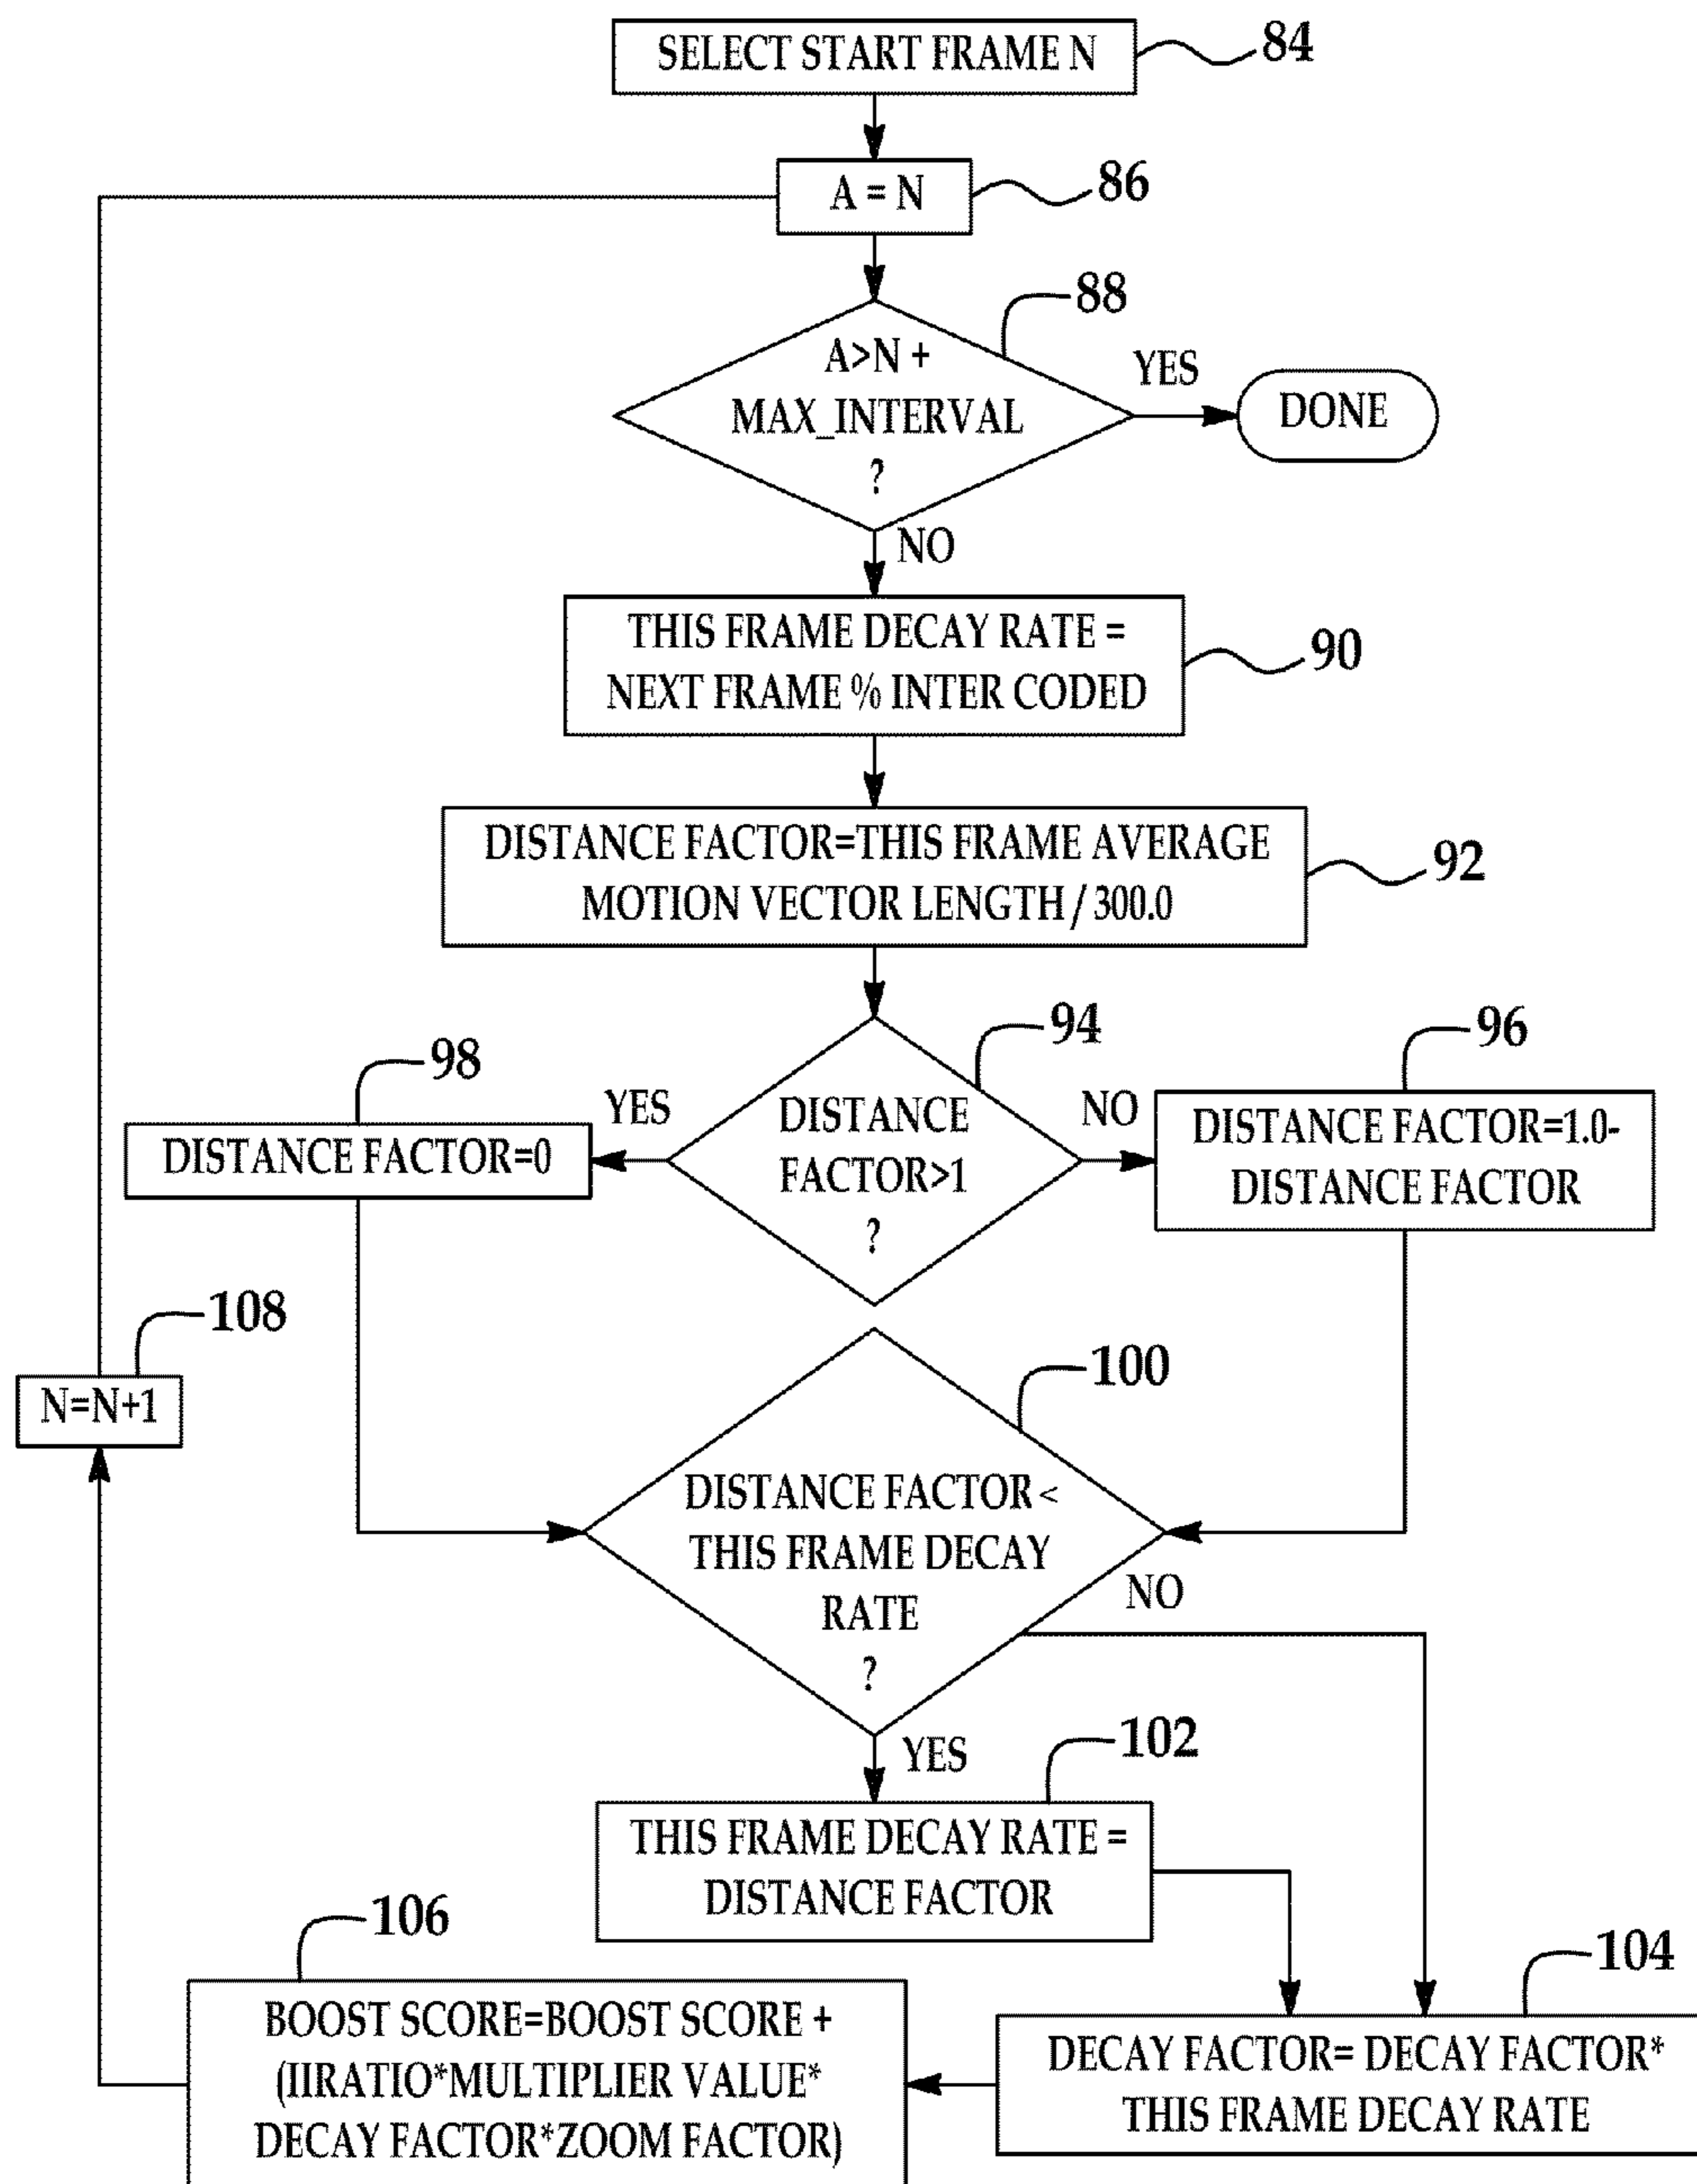 SELECT START FRAME N
84
A = N
86
88
A>N +
MAX_INTERVAL
?
YES
DONE
NO
THIS FRAME DECAY RATE =
NEXT FRAME % INTER CODED
90
DISTANCE FACTOR=THIS FRAME AVERAGE
MOTION VECTOR LENGTH / 300.0
92
94
96
98
YES
DISTANCE
FACTOR>1
?
NO
DISTANCE FACTOR=1.0-
DISTANCE FACTOR
DISTANCE FACTOR=0
108
N=N+1
100
DISTANCE FACTOR <
THIS FRAME DECAY
RATE
?
NO
YES
102
THIS FRAME DECAY RATE =
DISTANCE FACTOR
106
104
BOOST SCORE=BOOST SCORE +
(IIRATIO*MULTIPLIER VALUE*
DECAY FACTOR*ZOOM FACTOR)
DECAY FACTOR= DECAY FACTOR*
THIS FRAME DECAY RATE